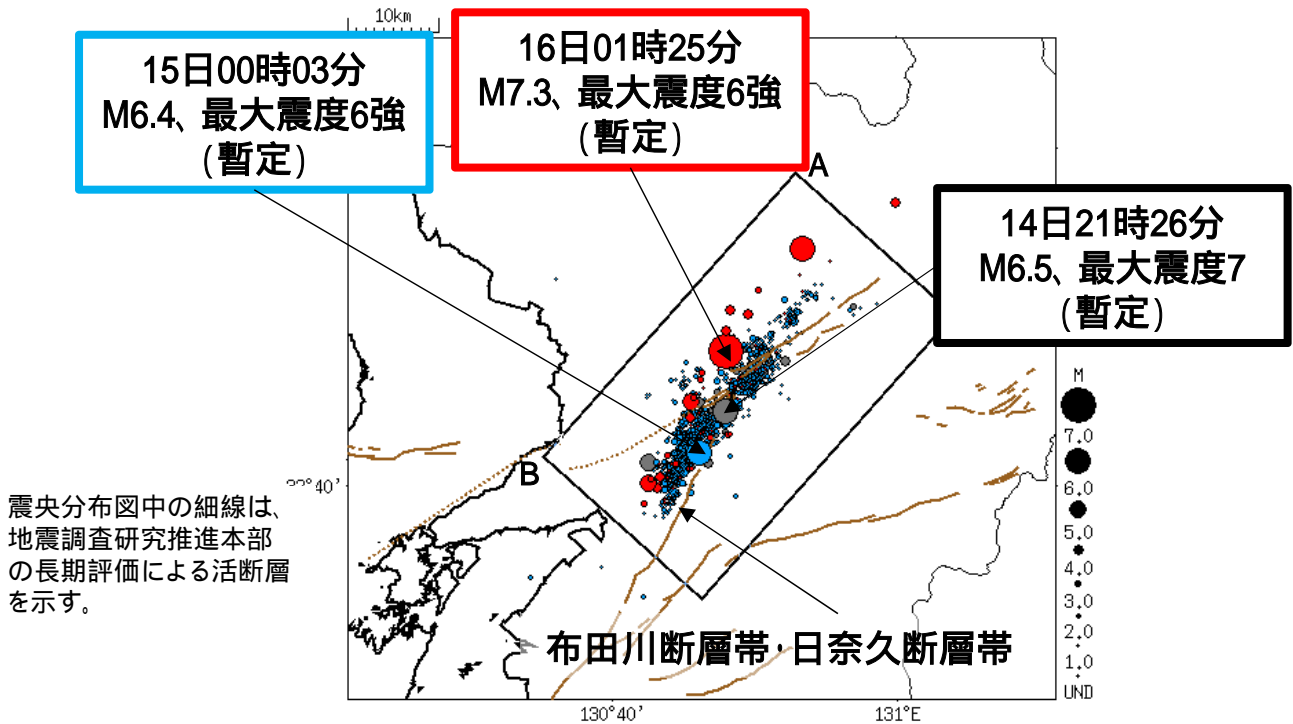 10km
15日00時03分
M6.4、最大震度6強
(暫定)
16日01時25分
M7.3、最大震度6強
(暫定)
A
14日21時26分
M6.5、最大震度7
(暫定)
M
7.0
6.0
5.0
4.0
3.0
2.0
1.0
UND
B
40'
震央分布図中の細線は、
地震調査研究推進本部
の長期評価による活断層
を示す。
布田川断層帯・日奈久断層帯
130°40'
131°E